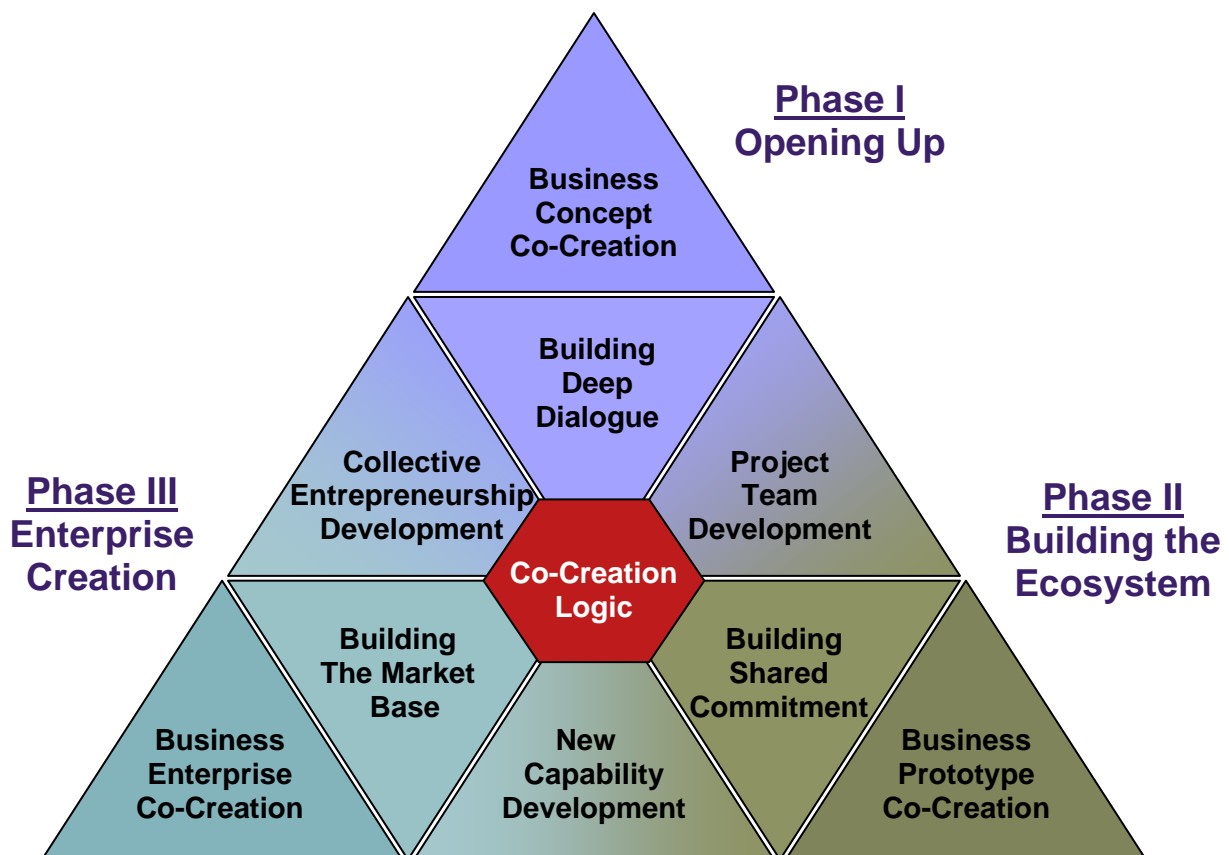 Phase I
Opening Up
Business
Concept
Co-Creation
Building
Deep
Dialogue
Collective
Entrepreneurship
Development
Project
Team
Development
Phase III
Enterprise
Creation
Phase II
Building the
Ecosystem
Co-Creation
Logic
Building
The Market
Base
Building
Shared
Commitment
Business
Enterprise
Co-Creation
New
Capability
Development
Business
Prototype
Co-Creation